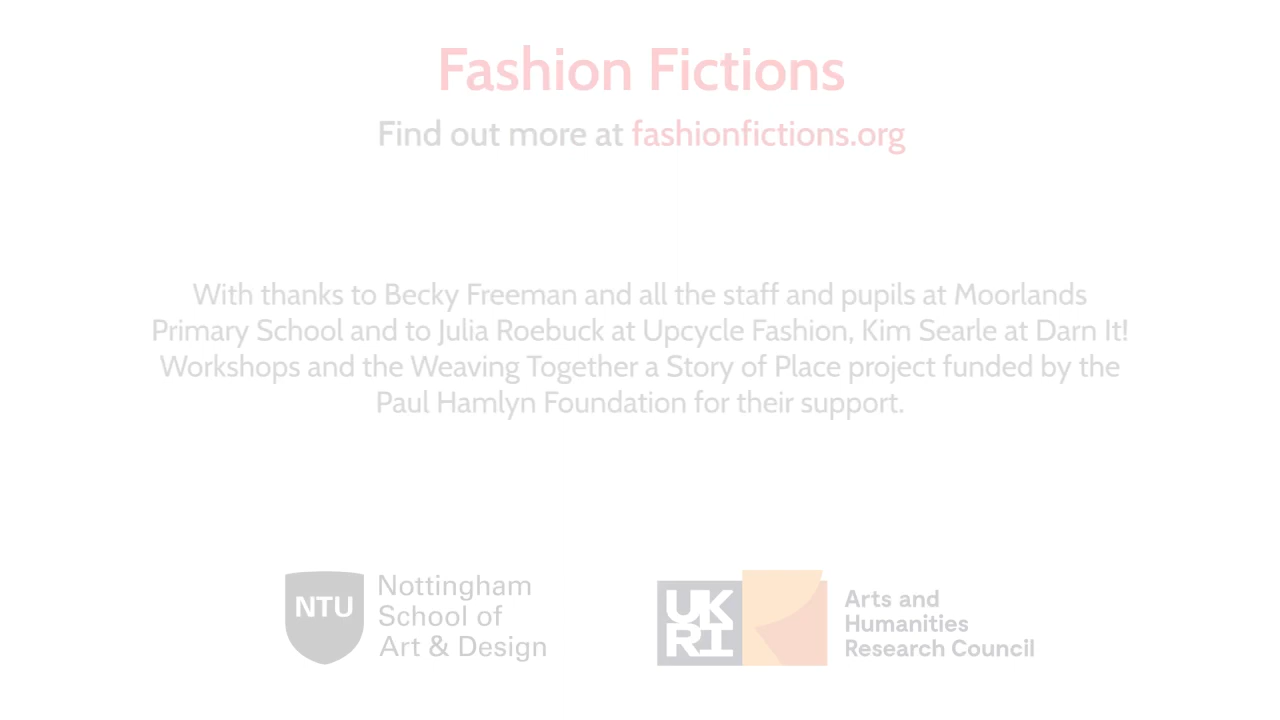 Fashion Fictions
Find out more at fashionfictions.org
With thanks to Becky Freeman and all the staff and pupils at Moorlands
Primary School and to Julia Roebuck at Upcycle Fashion, Kim Searle at Darn It!
Workshops and the Weaving Together a Story of Place project funded by the
Paul Hamlyn Foundation for their support.
NTU
Nottingham
School of
Art & Design
UK
RI
Arts and
Humanities
Research Council